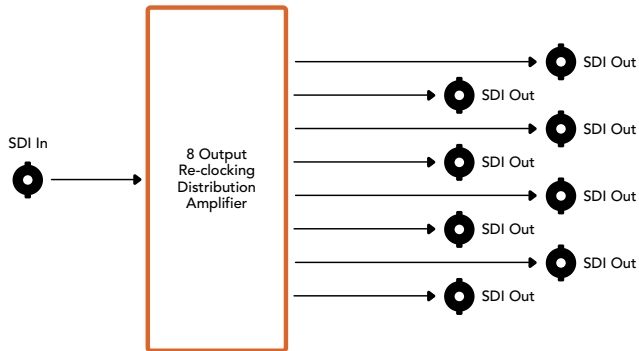 SDI In
8 Output
Re-clocking
Distribution
Amplifier
SDI Out
SDI Out
SDI Out
SDI Out
SDI Out
SDI Out
SDI Out
SDI Out